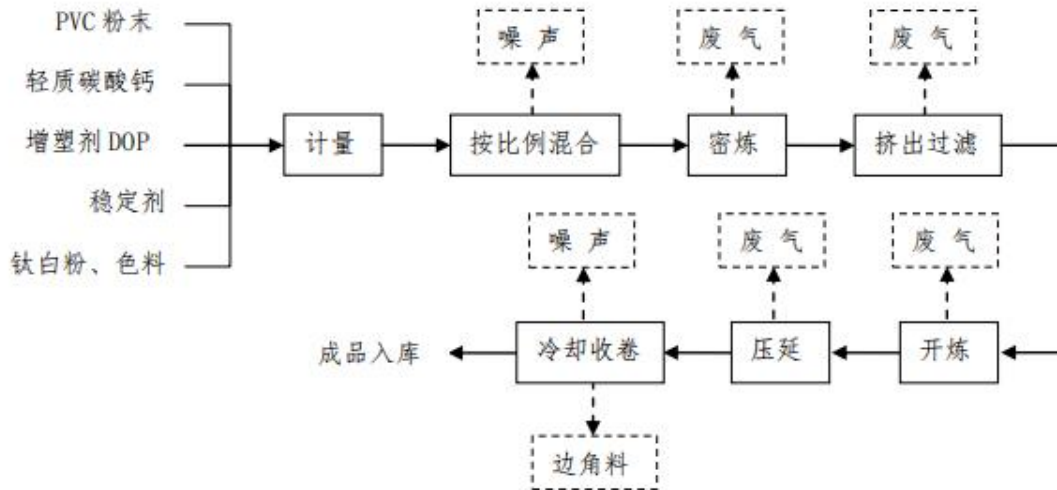 PVC 粉末
轻质碳酸钙
增塑剂 DOP
稳定剂
钛白粉、色料
噪 声
废 气
废 气
计量
按比例混合
密炼
挤出过滤
噪 声
废 气
废 气
成品入库
冷却收卷
压延
开炼
边角料